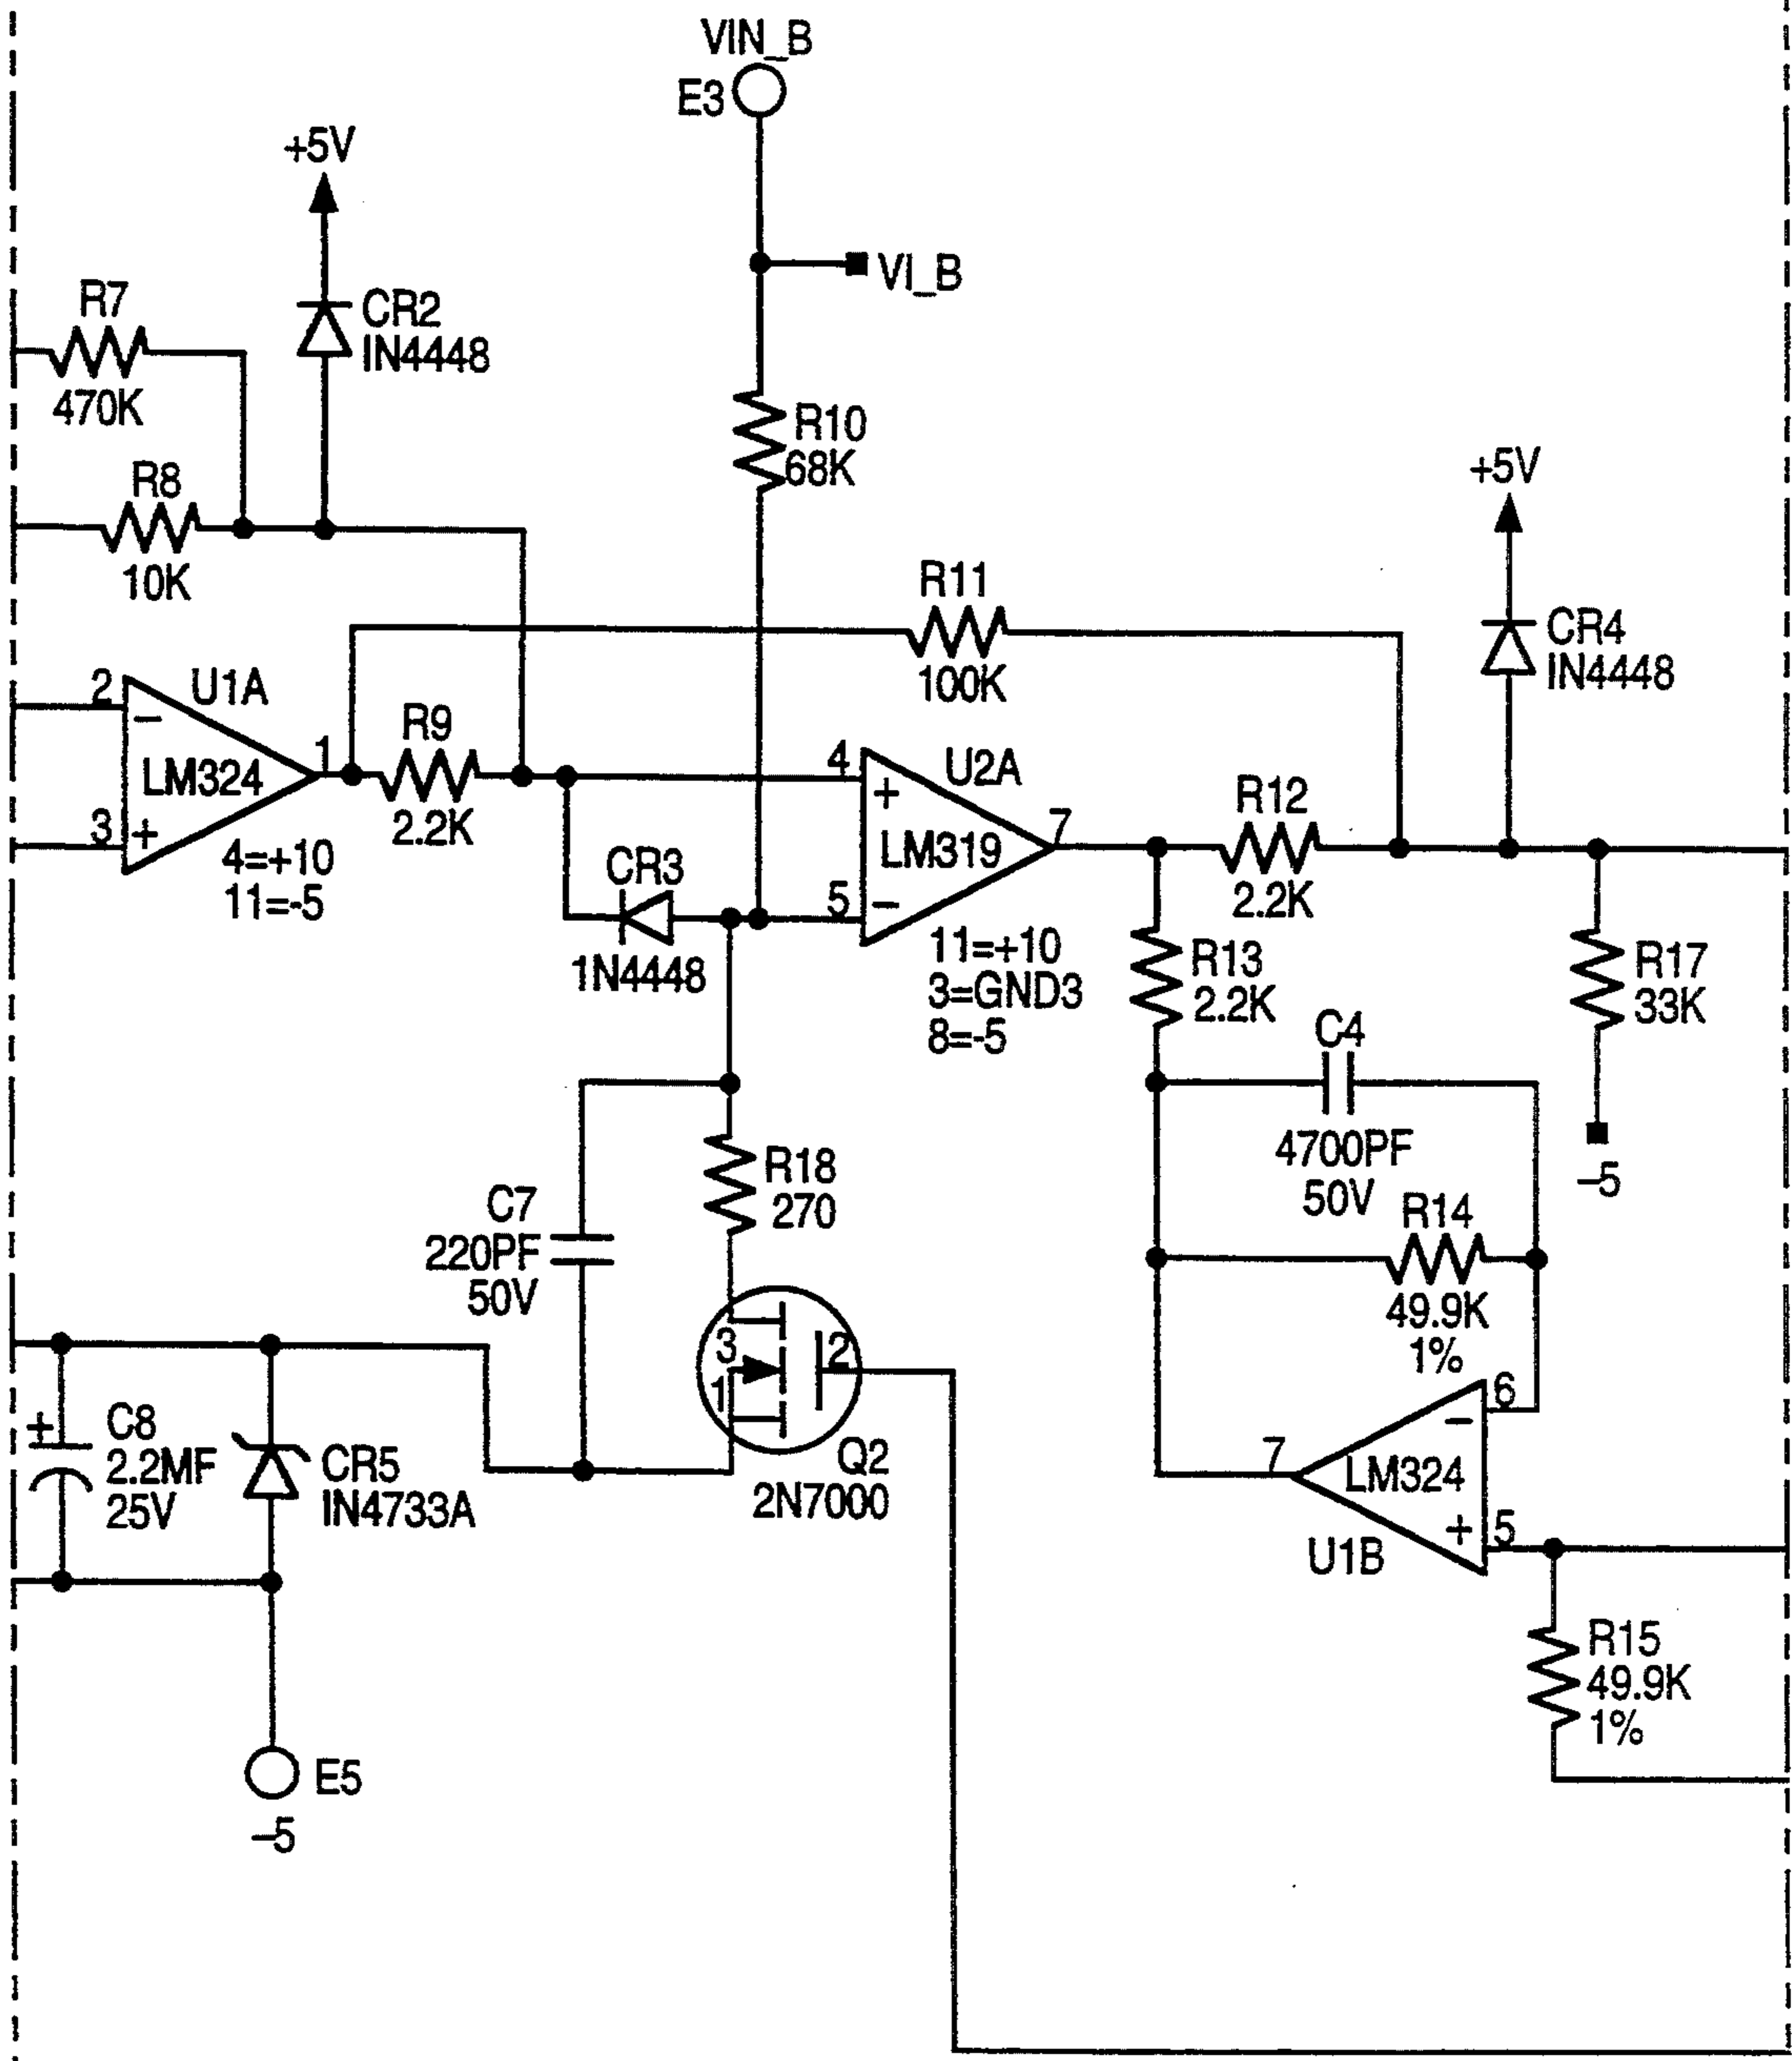 VIN_B
E3
+5V
VI_B
R7
470K
CR2
IN4448
R10
68K
R8
10K
+5V
R11
100K
CR4
IN4448
2
−
U1A
LM324
1
3
+
4=+10
11=-5
R9
2.2K
4
+
U2A
LM319
7
5
−
11=+10
3=GND3
8=-5
CR3
1N4448
R12
2.2K
R13
2.2K
R17
33K
−5
C4
4700PF
50V
R18
270
C7
220PF
50V
R14
49.9K
1%
3
1
2
Q2
2N7000
+
C8
2.2MF
25V
CR5
IN4733A
6
−
7
LM324
+
5
U1B
R15
49.9K
1%
E5
−5